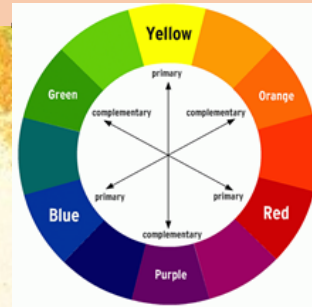 Yellow
primary
Green
Orange
complementary
complementary
primary
primary
Blue
Red
complementary
Purple